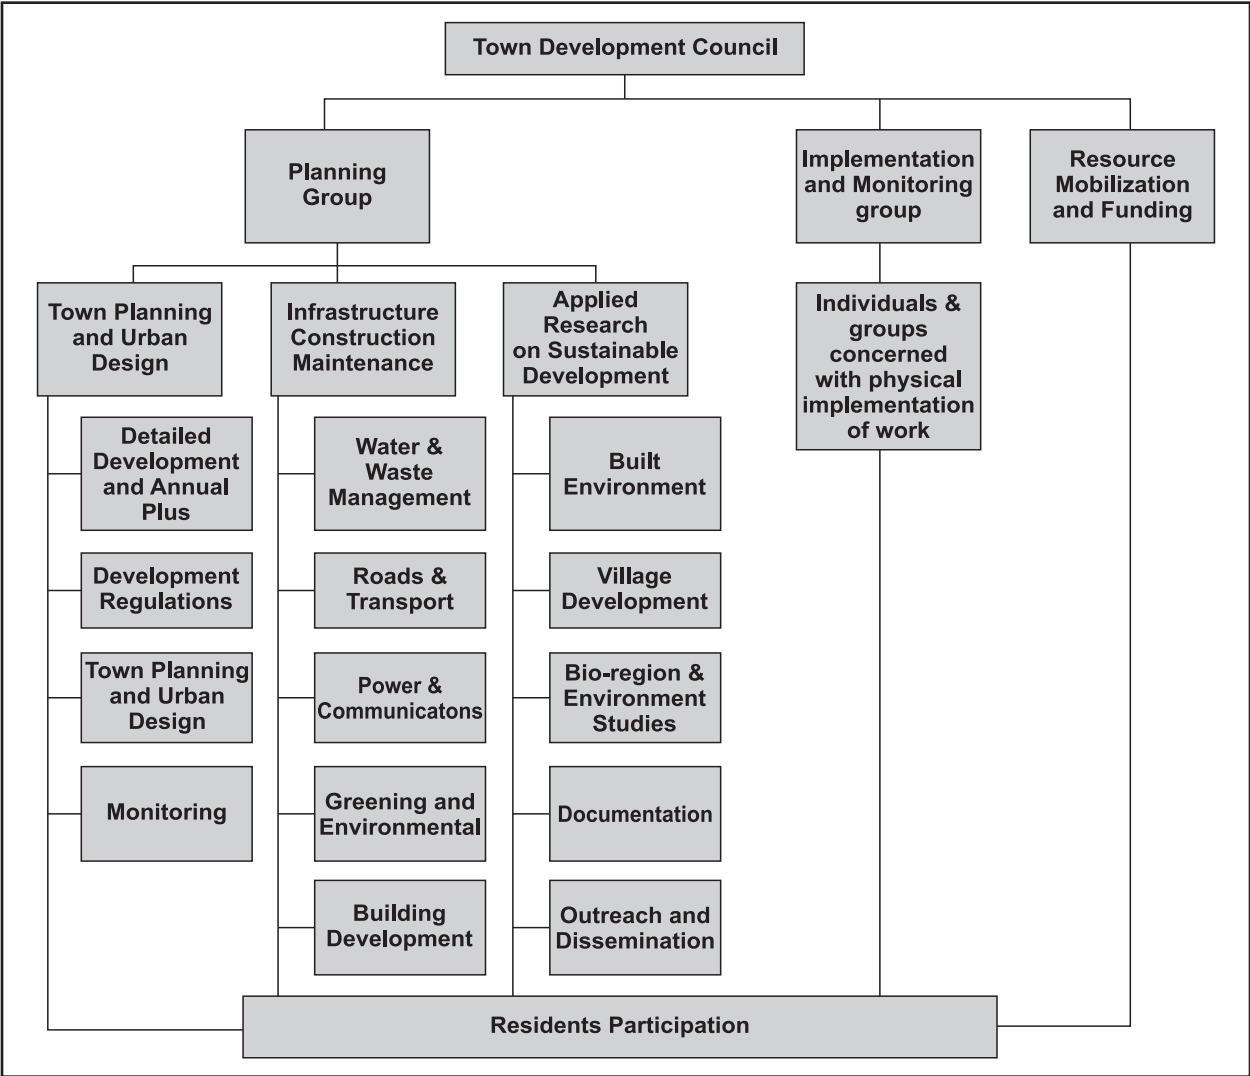 Town Development Council
Planning
Group
Implementation
and Monitoring
group
Resource
Mobilization
and Funding
Town Planning
and Urban
Design
Infrastructure
Construction
Maintenance
Applied
Research
on Sustainable
Development
Individuals &
groups
concerned
with physical
implementation
of work
Detailed
Development
and Annual
Plus
Water &
Waste
Management
Built
Environment
Development
Regulations
Roads &
Transport
Village
Development
Town Planning
and Urban
Design
Power &
Communicatons
Bio-region &
Environment
Studies
Monitoring
Greening and
Environmental
Documentation
Building
Development
Outreach and
Dissemination
Residents Participation